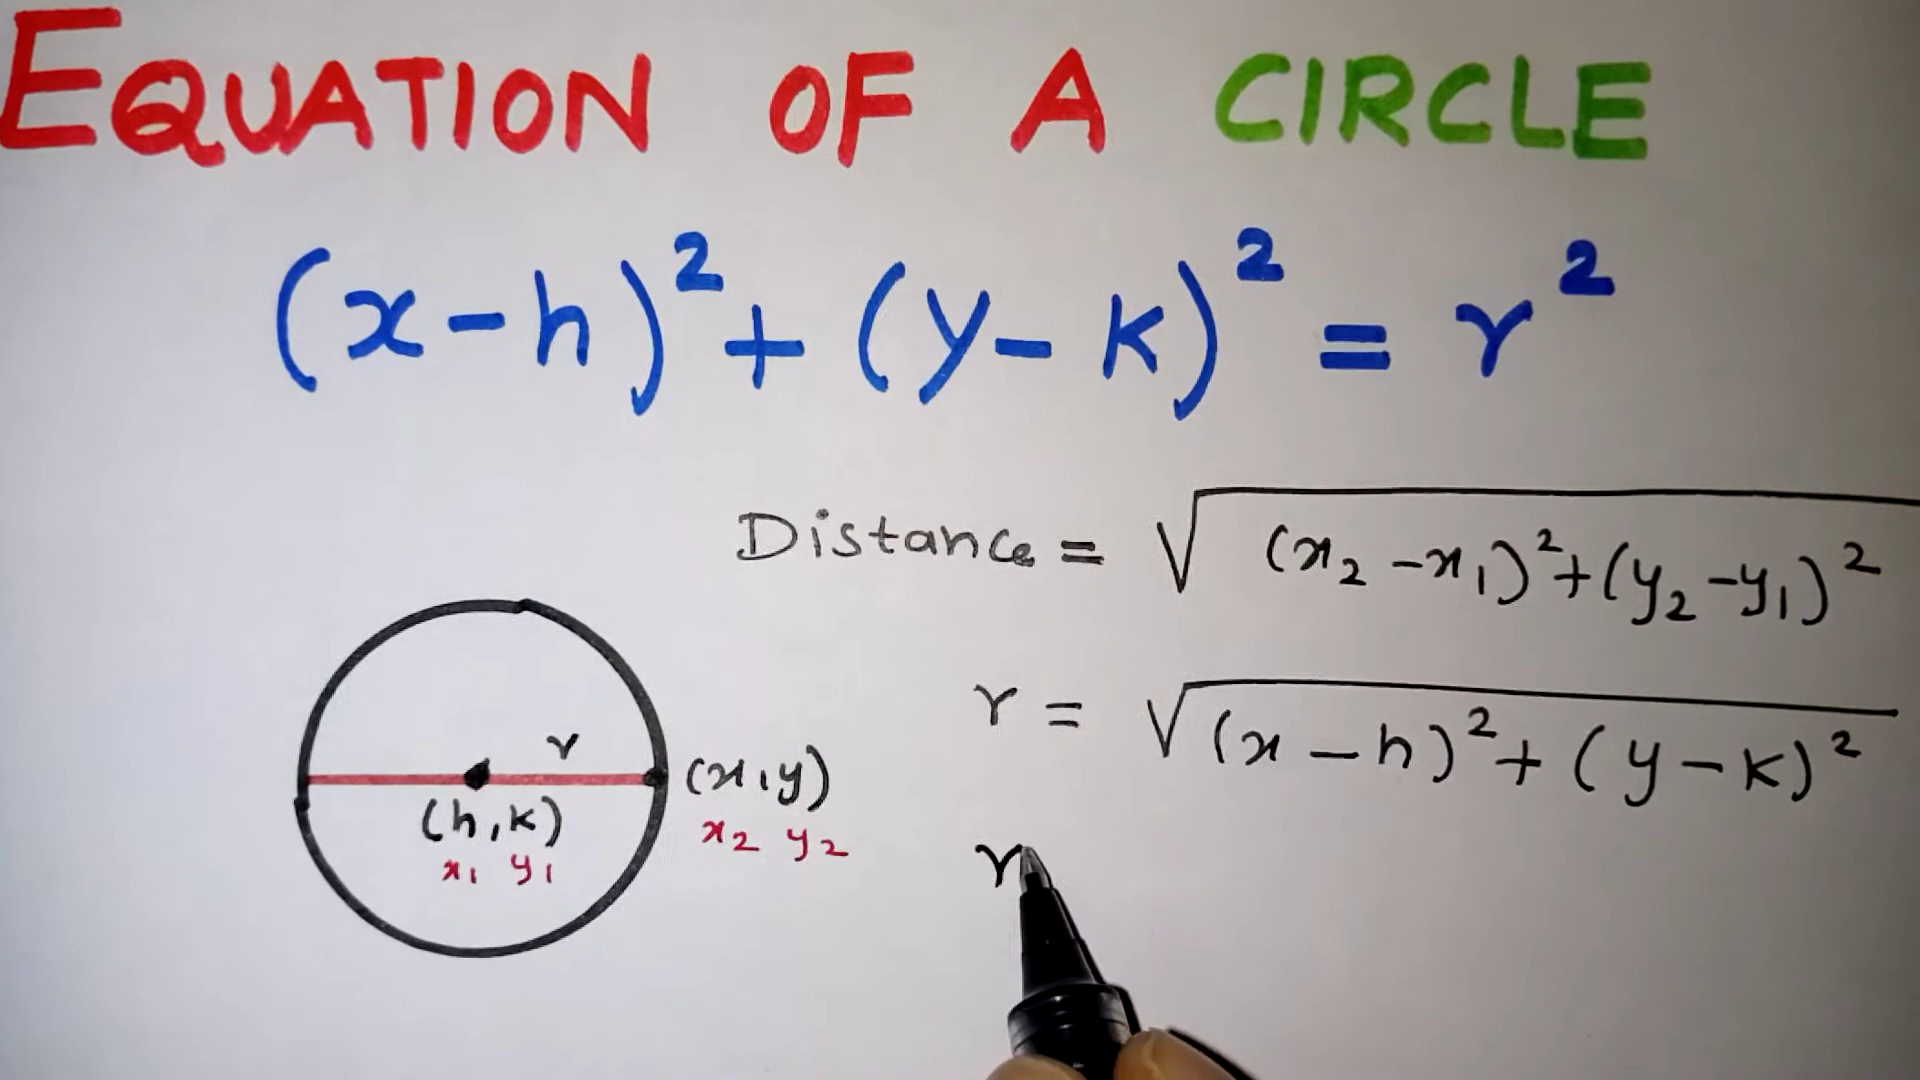 EQUATION OF A CIRCLE
(x-h)² + (y-k)² = r²
Distance = √(x₂-x₁)²+(y₂-y₁)²
r = √(x-h)²+(y-k)²
r
(x,y)
(h,k)
x₂ y₂
x₁ y₁
r